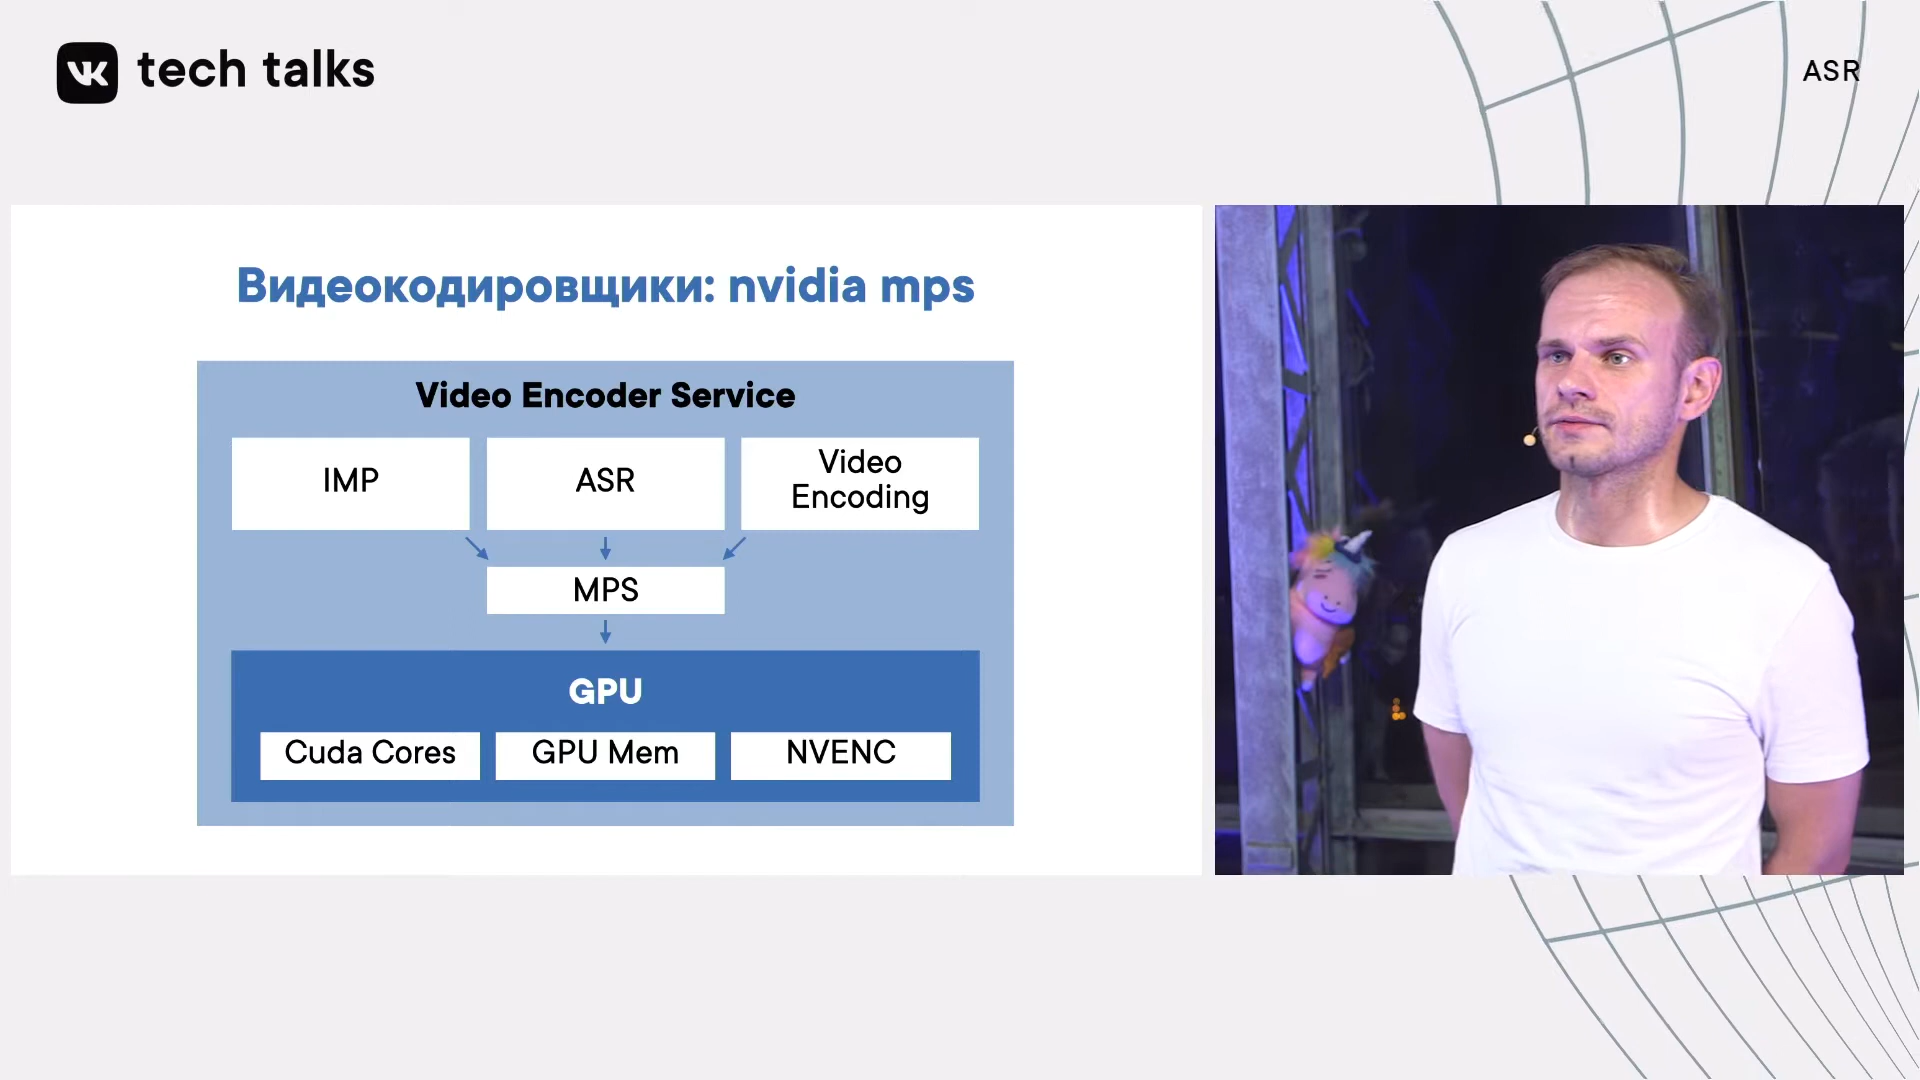 VK tech talks
ASR
Видеокодировщики: nvidia mps
Video Encoder Service
IMP
ASR
Video
Encoding
MPS
GPU
Cuda Cores
GPU Mem
NVENC